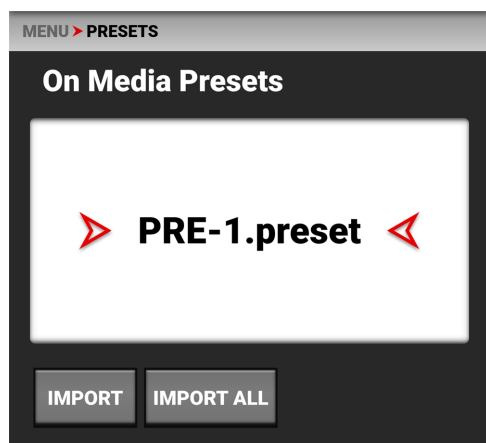 MENU PRESETS
On Media Presets
PRE-1.preset
IMPORT IMPORT ALL